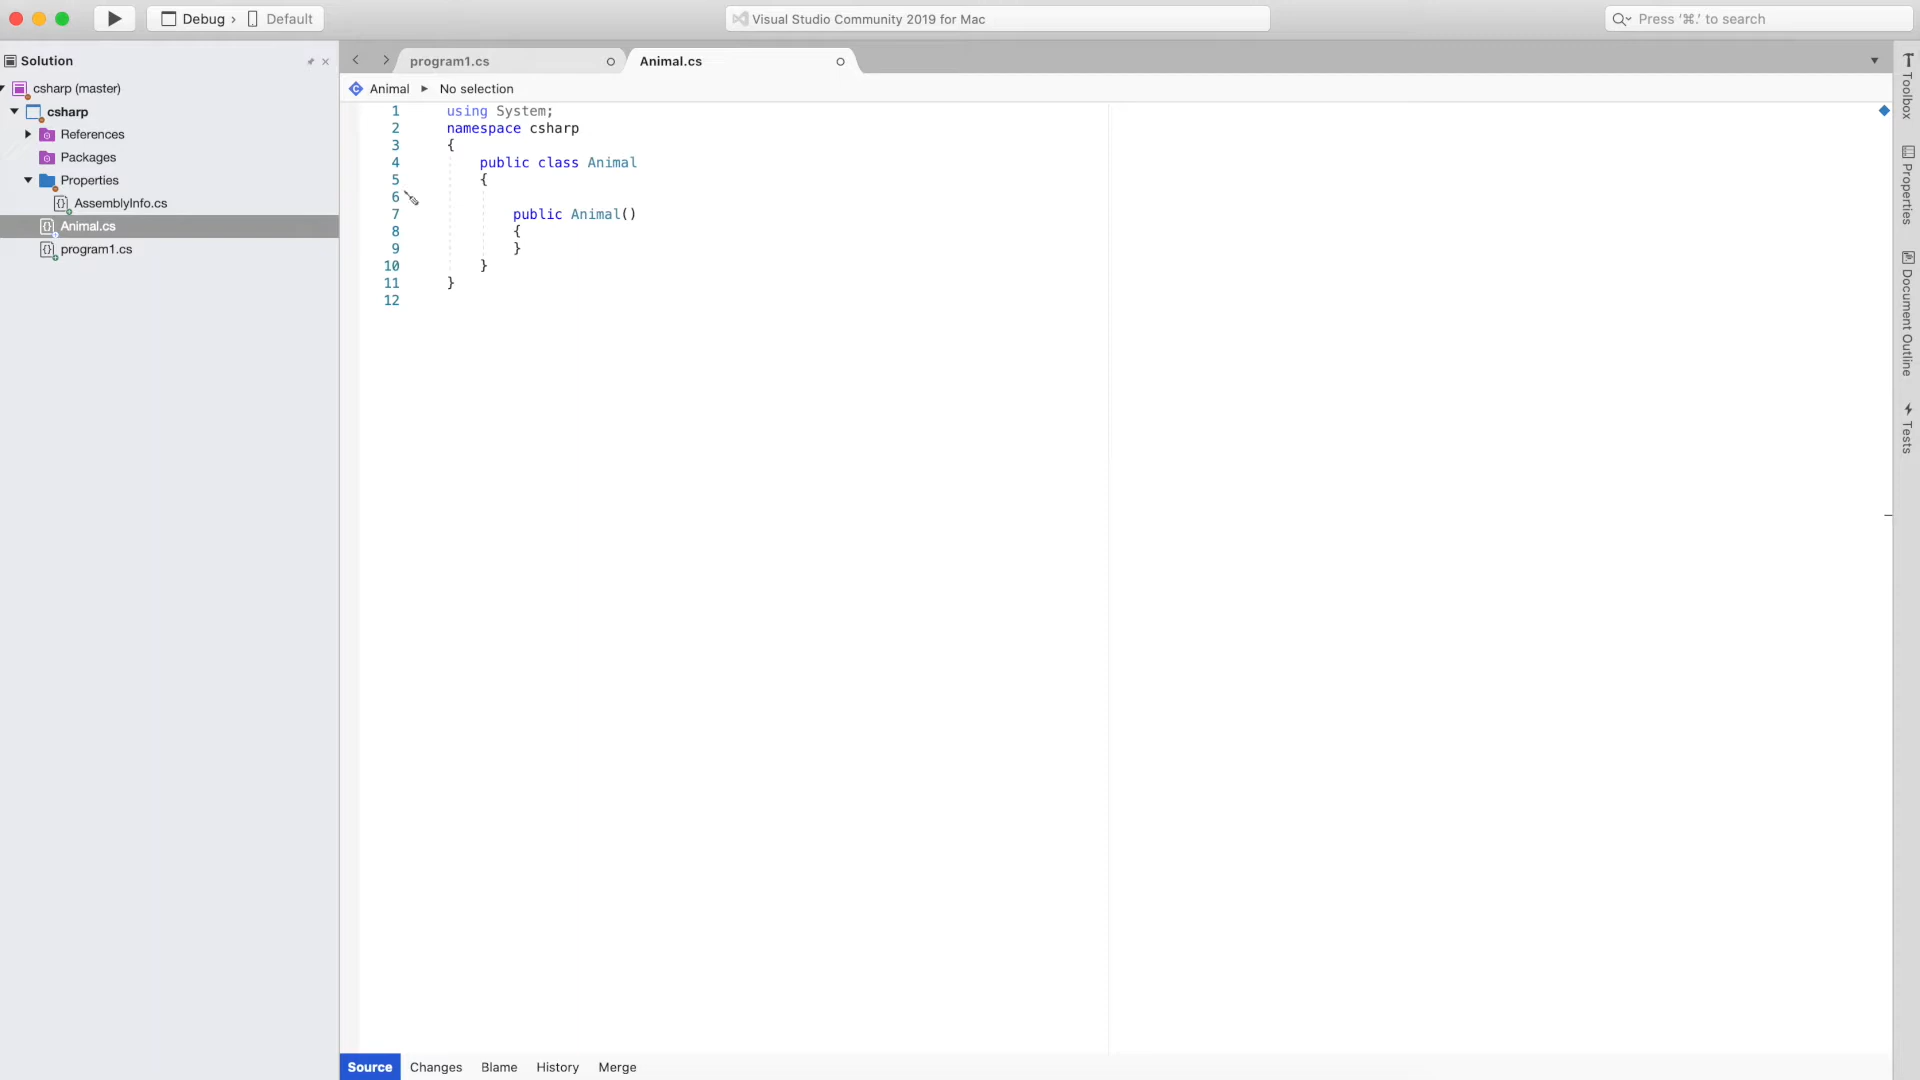 Debug › Default
Visual Studio Community 2019 for Mac
Press ‘⌘.’ to search
Solution
csharp (master)
csharp
References
Packages
Properties
AssemblyInfo.cs
Animal.cs
program1.cs
program1.cs
Animal.cs
Animal ▸ No selection
1 using System;
2 namespace csharp
3 {
4 public class Animal
5 {
6
7 public Animal()
8 {
9 }
10 }
11 }
12
Toolbox
Properties
Document Outline
Tests
Source Changes Blame History Merge